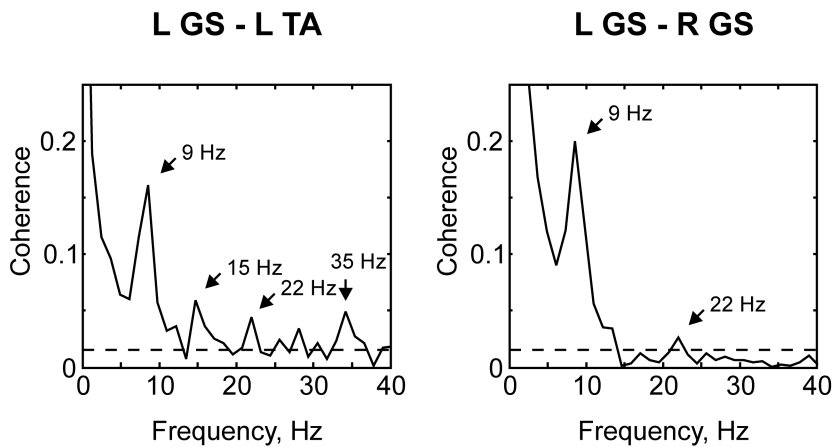 L GS - L TA
0.2
0.1
0
Coherence
9 Hz
15 Hz
22 Hz
35 Hz
0 10 20 30 40
Frequency, Hz
L GS - R GS
0.2
0.1
0
Coherence
9 Hz
22 Hz
0 10 20 30 40
Frequency, Hz